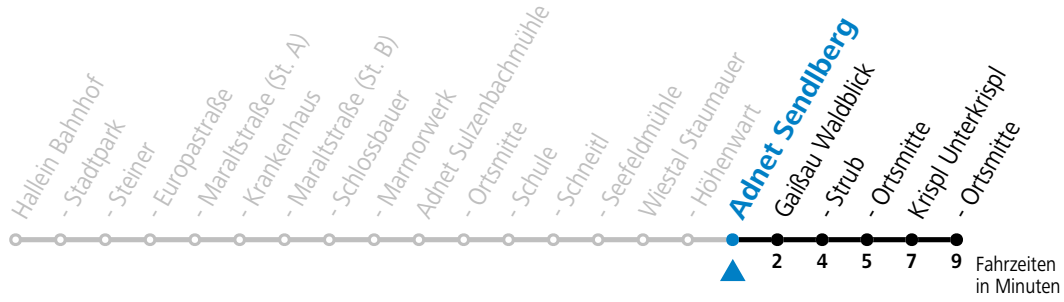 Hallein Bahnhof
- Stadtpark
- Steiner
- Europastraße
- Maraltstraße (St. A)
- Krankenhaus
- Maraltstraße (St. B)
- Schlossbauer
- Marmorwerk
Adnet Sulzenbachmühle
- Ortsmitte
- Schule
- Schneitl
- Seefeldmühle
Wiestal Staumauer
- Höhenwart
Adnet Sendlberg
Gaißau Waldblick
- Strub
- Ortsmitte
Krispl Unterkrispl
- Ortsmitte
2 4 5 7 9
Fahrzeiten
in Minuten